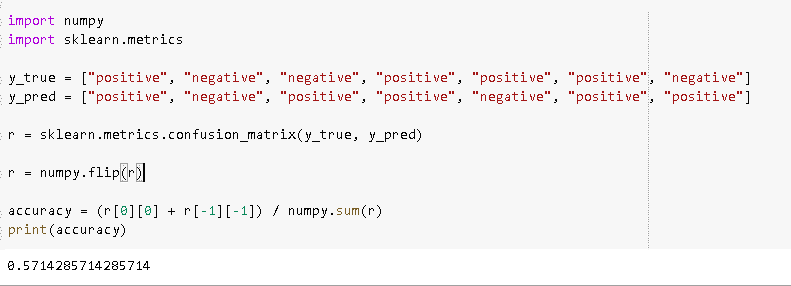 import numpy
import sklearn.metrics
y_true = ["positive", "negative", "negative", "positive", "positive", "positive", "negative"]
y_pred = ["positive", "negative", "positive", "positive", "negative", "positive", "positive"]
r = sklearn.metrics.confusion_matrix(y_true, y_pred)
r = numpy.flip(r)
accuracy = (r[0][0] + r[-1][-1]) / numpy.sum(r)
print(accuracy)
0.5714285714285714